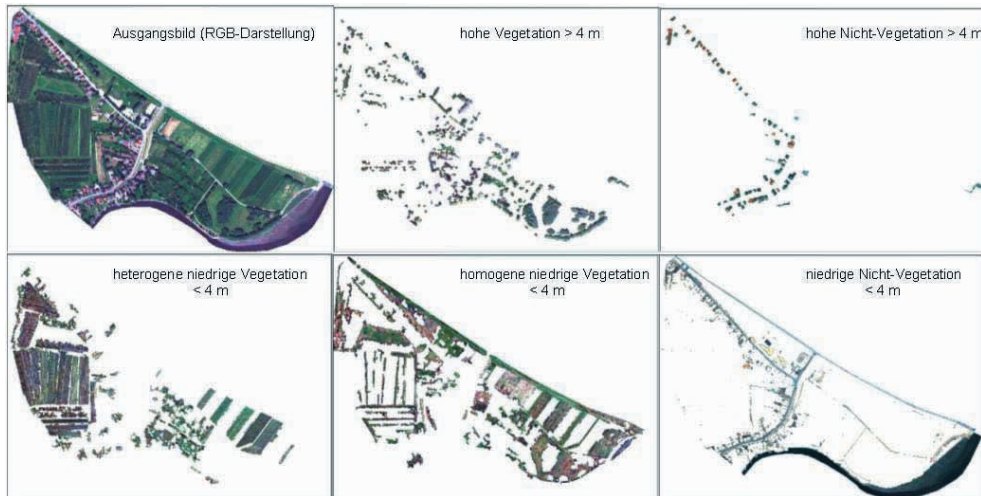 Ausgangsbild (RGB-Darstellung)
hohe Vegetation > 4 m
hohe Nicht-Vegetation > 4 m
heterogene niedrige Vegetation
< 4 m
homogene niedrige Vegetation
< 4 m
niedrige Nicht-Vegetation
< 4 m